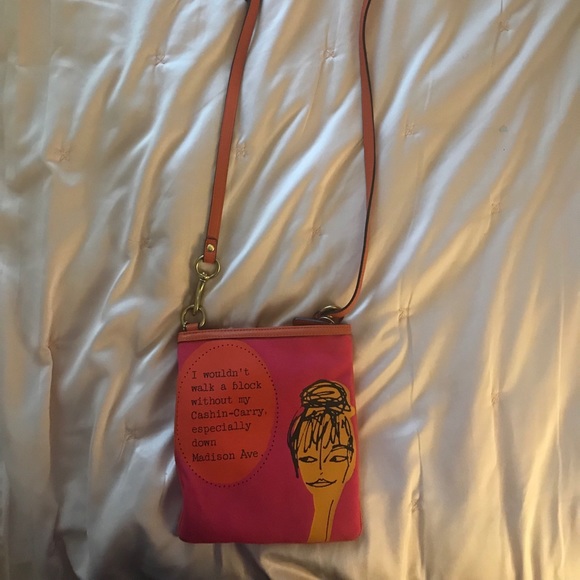 I wouldn't
walk a block
without my
Cashin-Carry,
especially
down
Madison Ave.